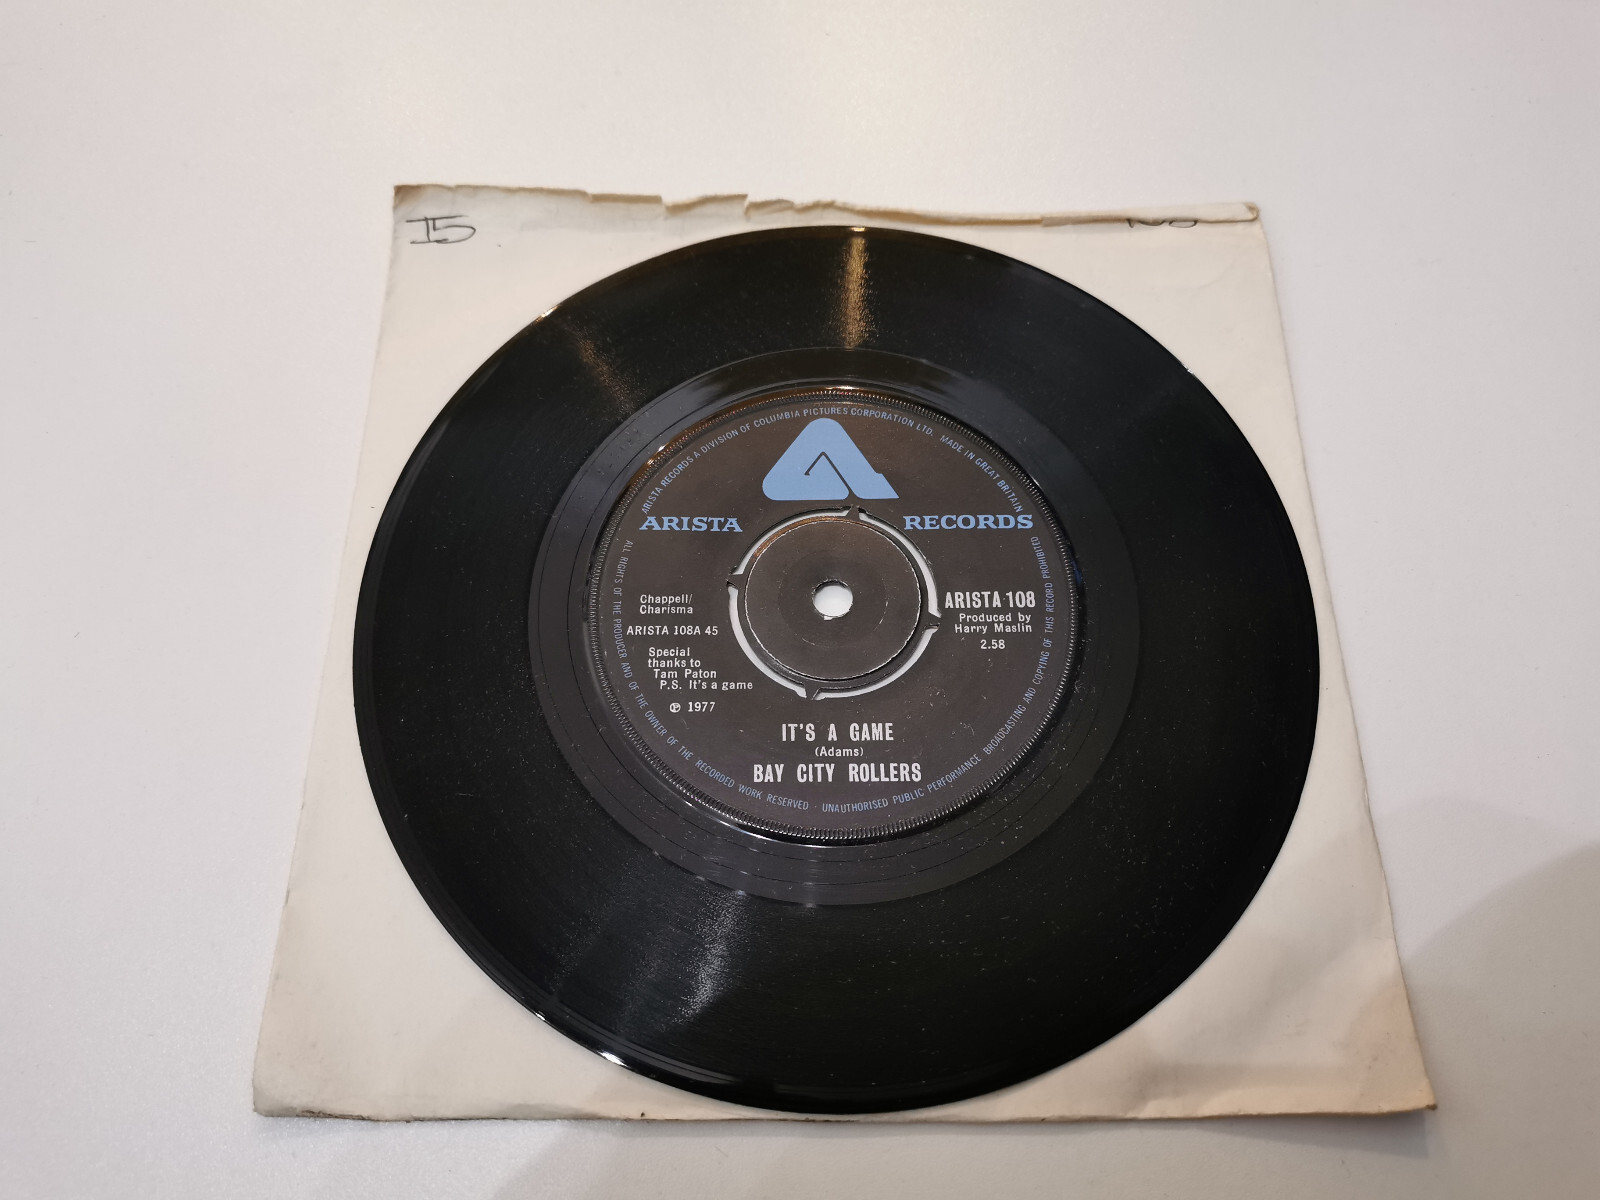 I5
ARISTA RECORDS A DIVISION OF COLUMBIA PICTURES CORPORATION LTD. MADE IN GREAT BRITAIN
ARISTA RECORDS
Chappell/
Charisma
ARISTA 108A 45
Special
thanks to
Tam Paton
P.S. It's a game
℗ 1977
ARISTA 108
Produced by
Harry Maslin
2.58
IT'S A GAME
(Adams)
BAY CITY ROLLERS
ALL RIGHTS OF THE PRODUCER AND OF THE OWNER OF THE RECORDED WORK RESERVED · UNAUTHORISED PUBLIC PERFORMANCE BROADCASTING AND COPYING OF THIS RECORD PROHIBITED